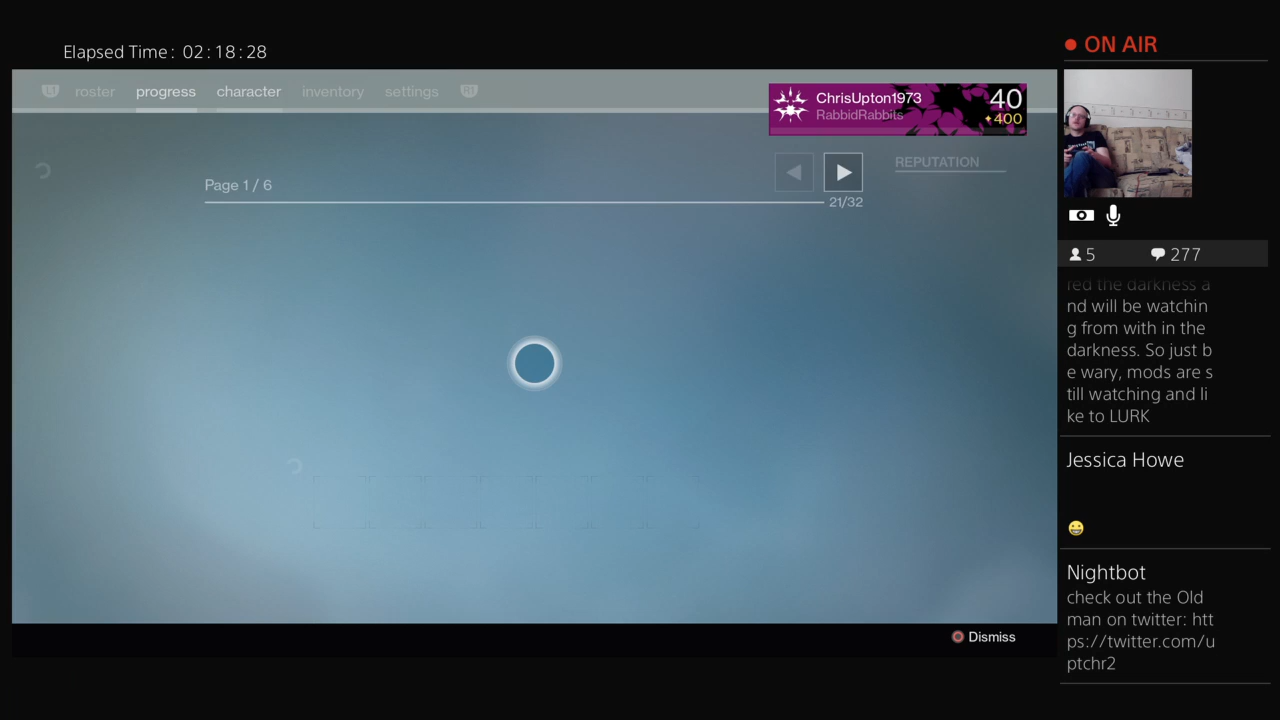 Elapsed Time: 02:18:28
ON AIR
L1 roster progress character inventory settings R1
ChrisUpton1973
RabbidRabbits
40
400
REPUTATION
Page 1 / 6
21/32
5 277
red the darkness a
nd will be watchin
g from with in the
darkness. So just b
e wary, mods are s
till watching and li
ke to LURK
Jessica Howe
Nightbot
check out the Old
man on twitter: htt
ps://twitter.com/u
ptchr2
Dismiss